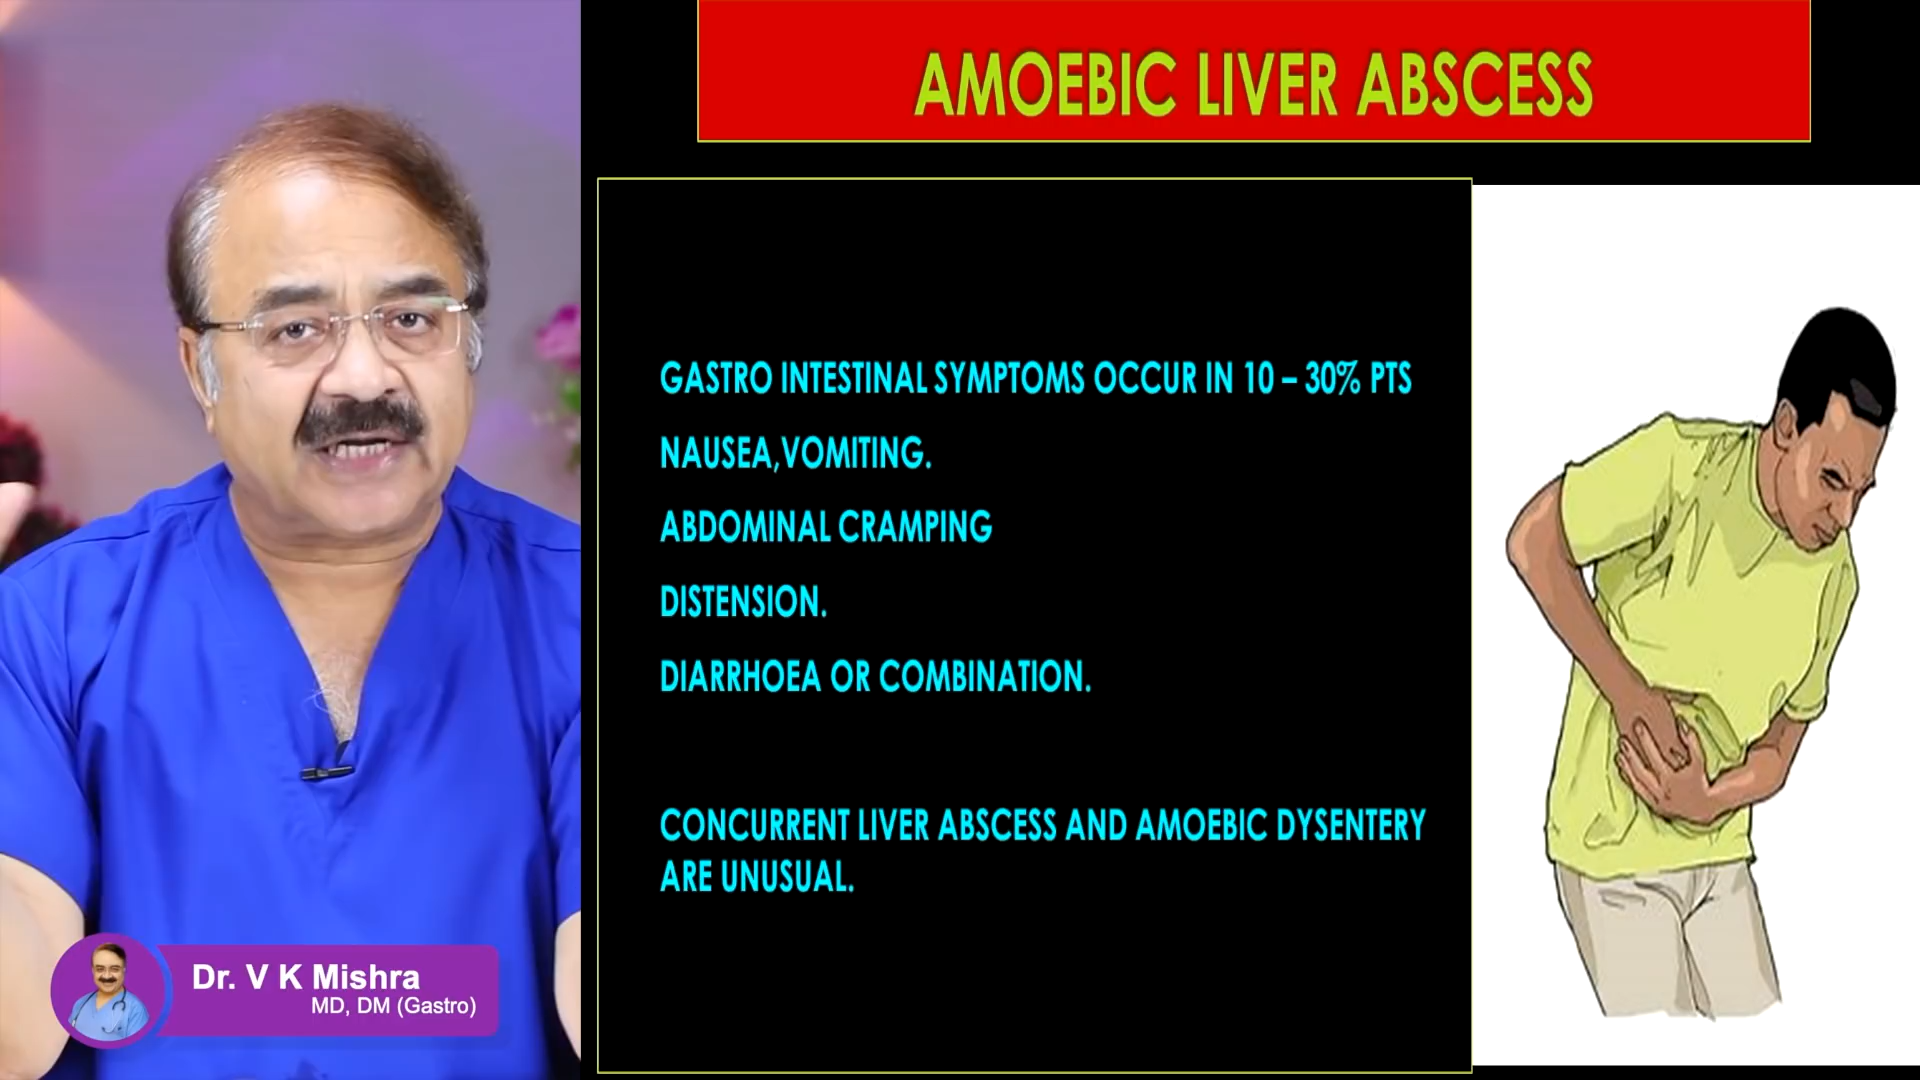 AMOEBIC LIVER ABSCESS
GASTRO INTESTINAL SYMPTOMS OCCUR IN 10 – 30% PTS
NAUSEA,VOMITING.
ABDOMINAL CRAMPING
DISTENSION.
DIARRHOEA OR COMBINATION.
CONCURRENT LIVER ABSCESS AND AMOEBIC DYSENTERY
ARE UNUSUAL.
Dr. V K Mishra
MD, DM (Gastro)